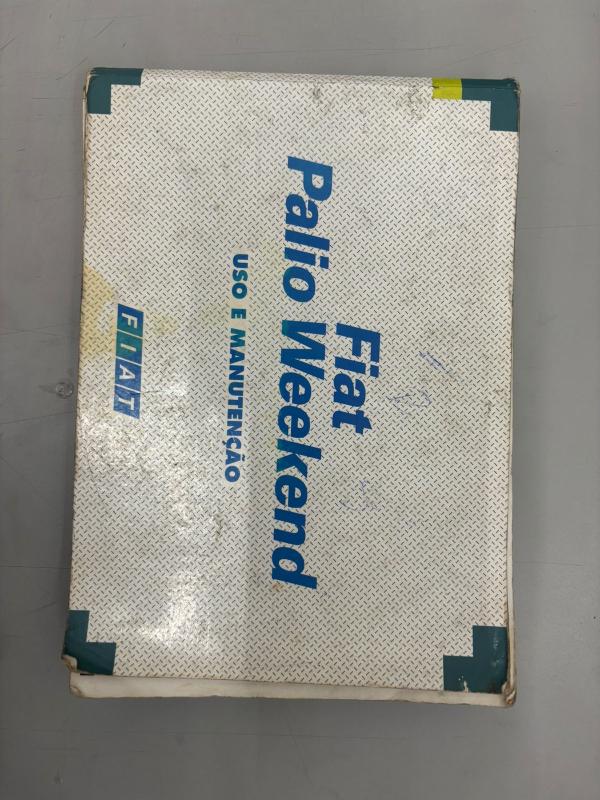 Fiat
Palio Weekend
USO E MANUTENÇÃO
FIAT